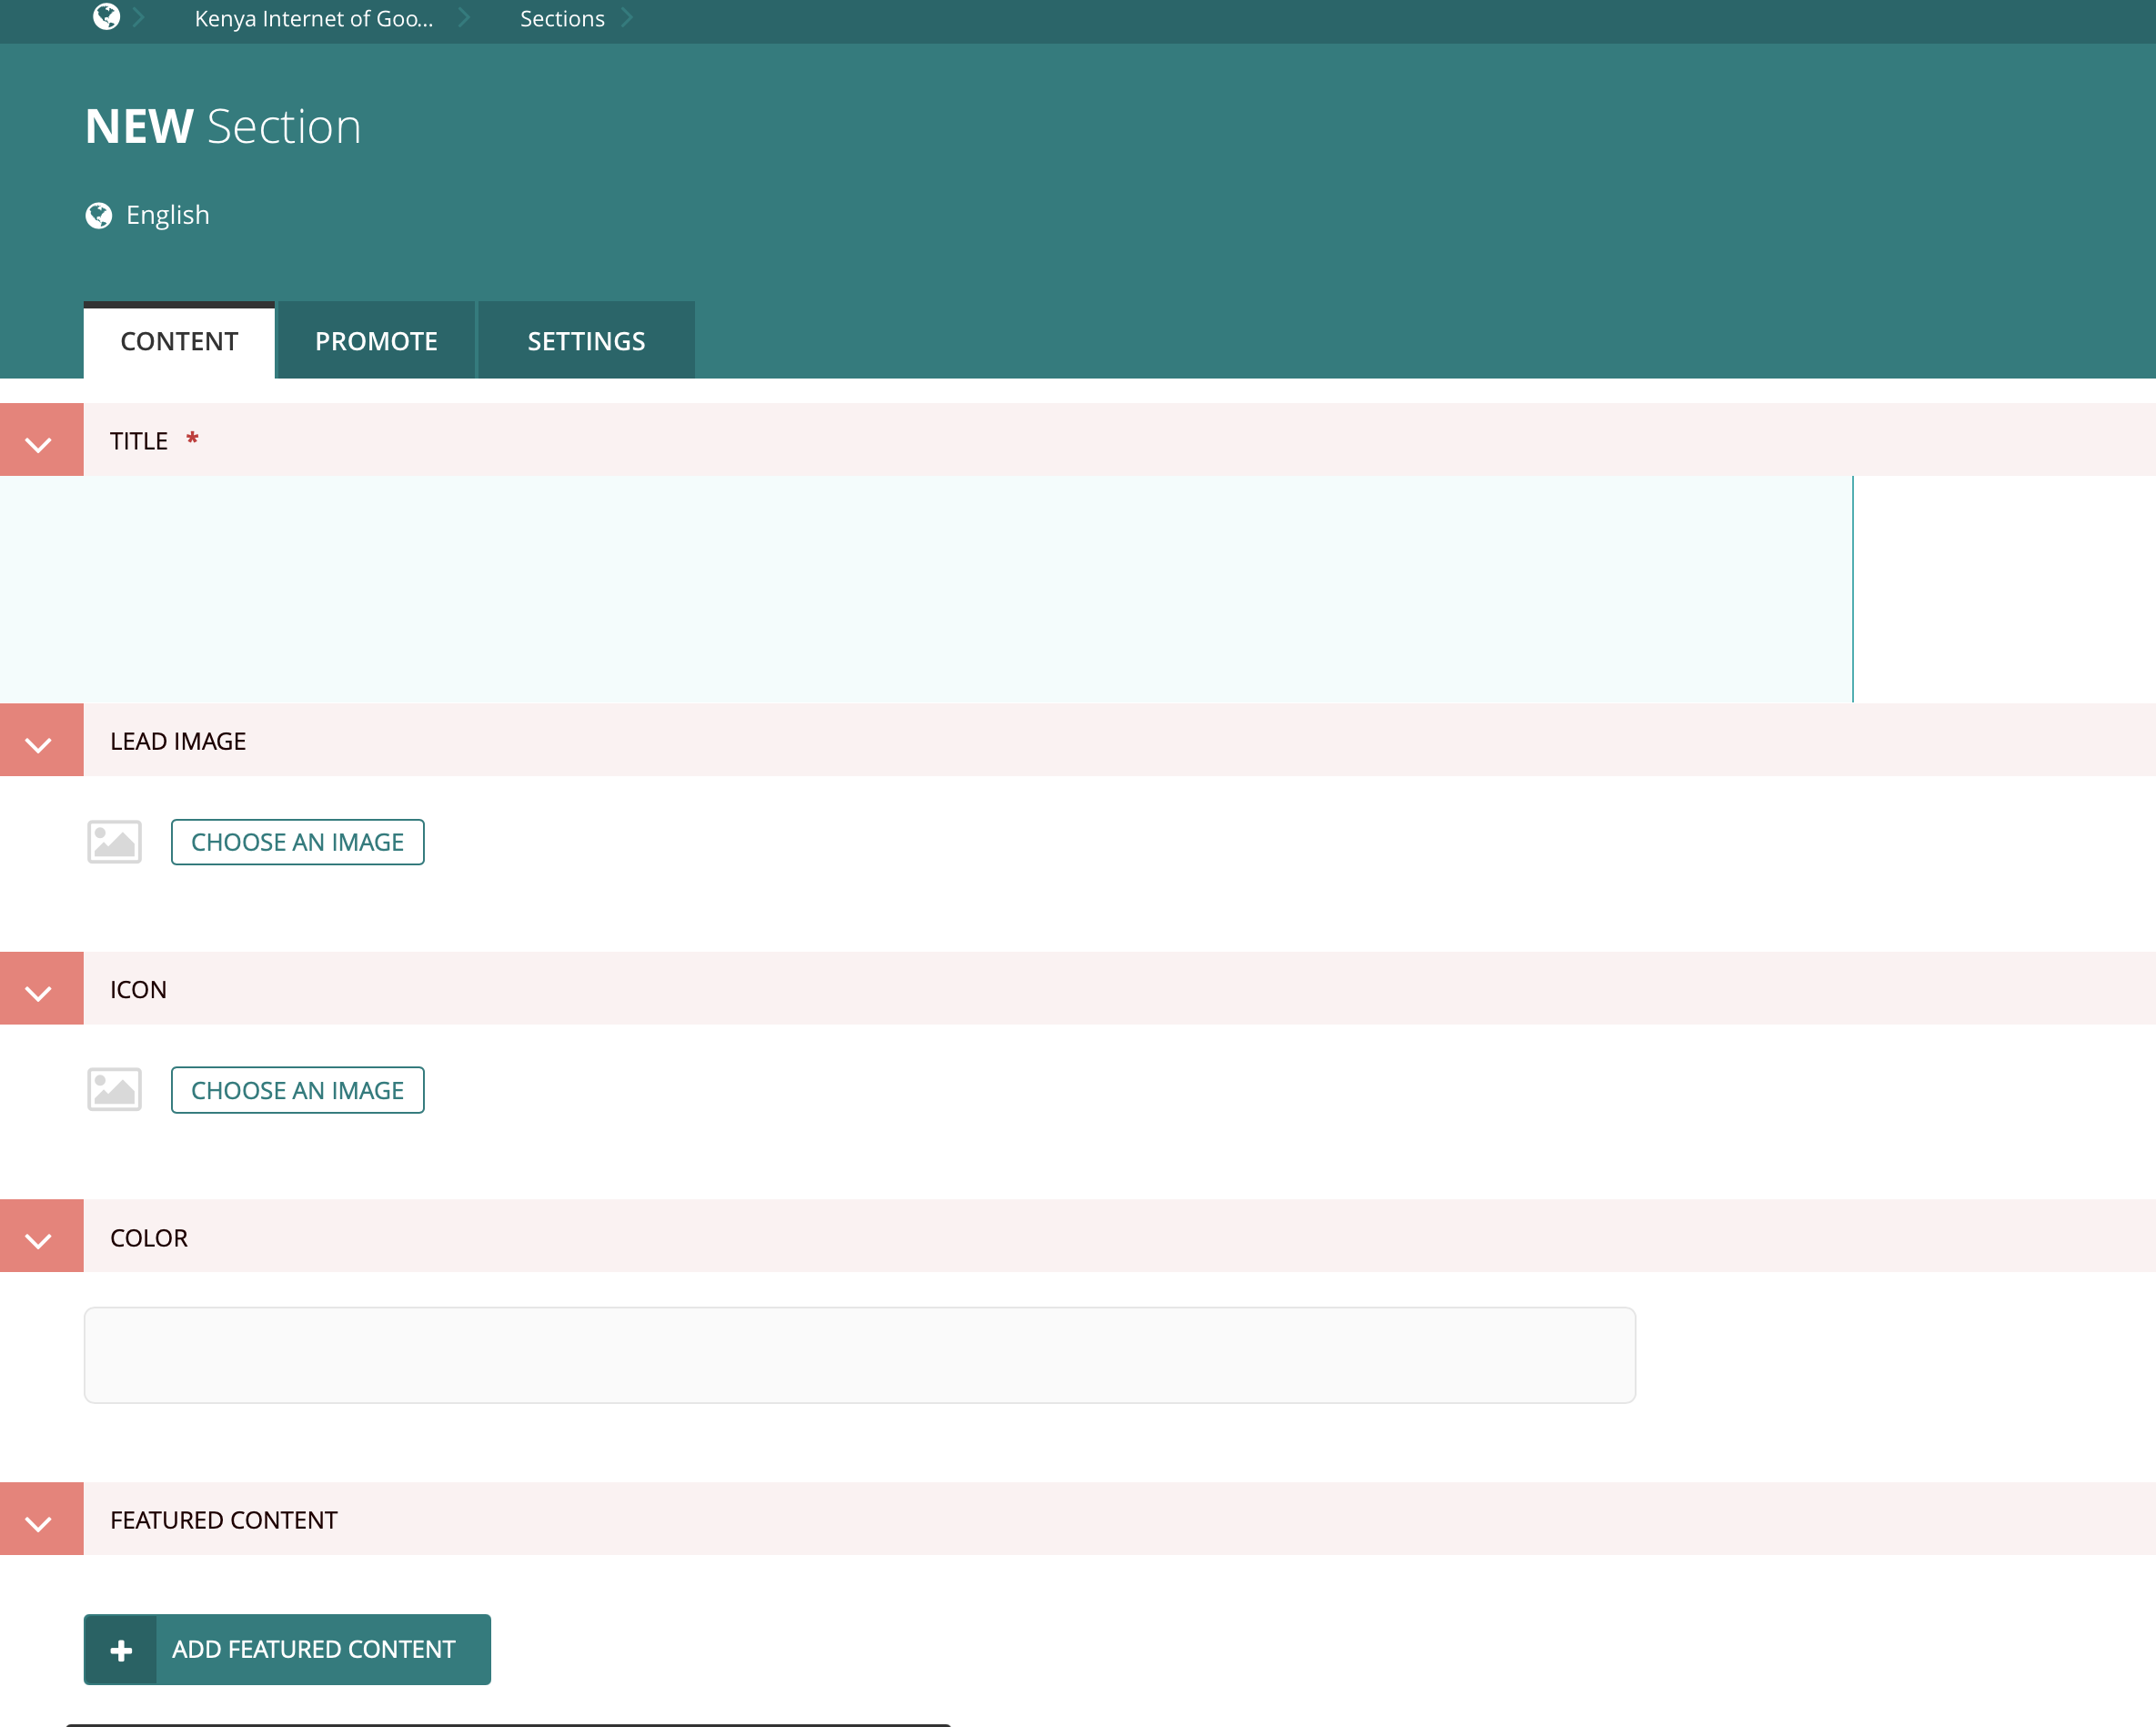 Kenya Internet of Goo... Sections
NEW Section
English
CONTENT PROMOTE SETTINGS
TITLE *
LEAD IMAGE
CHOOSE AN IMAGE
ICON
CHOOSE AN IMAGE
COLOR
FEATURED CONTENT
ADD FEATURED CONTENT